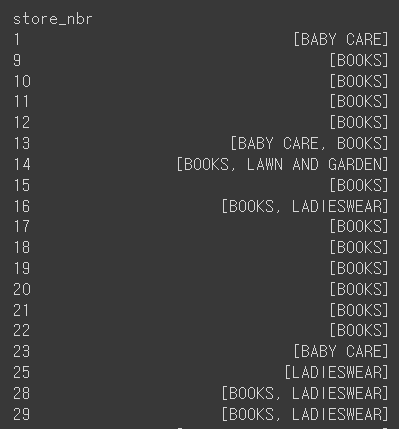 store_nbr
1 [BABY CARE]
9 [BOOKS]
10 [BOOKS]
11 [BOOKS]
12 [BOOKS]
13 [BABY CARE, BOOKS]
14 [BOOKS, LAWN AND GARDEN]
15 [BOOKS]
16 [BOOKS, LADIESWEAR]
17 [BOOKS]
18 [BOOKS]
19 [BOOKS]
20 [BOOKS]
21 [BOOKS]
22 [BOOKS]
23 [BABY CARE]
25 [LADIESWEAR]
28 [BOOKS, LADIESWEAR]
29 [BOOKS, LADIESWEAR]